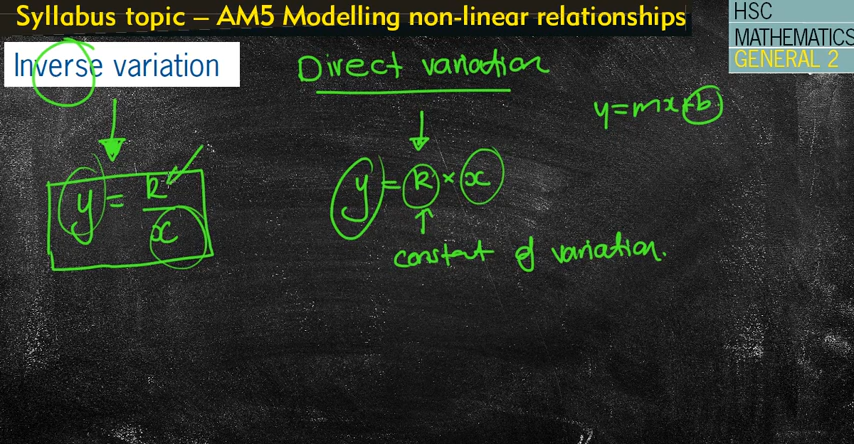 Syllabus topic – AM5 Modelling non-linear relationships
HSC
MATHEMATICS
GENERAL 2
Inverse variation
Direct variation
y=mx+b
y = k/x
y = k × x
constant of variation.